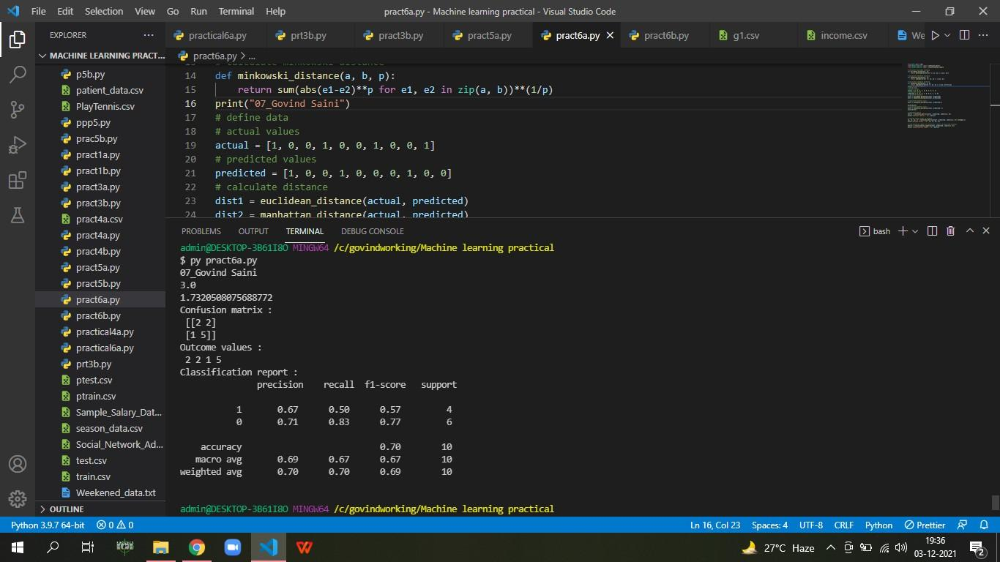 File Edit Selection View Go Run Terminal Help pract6a.py - Machine learning practical - Visual Studio Code
EXPLORER ···
practical6a.py prt3b.py pract3b.py pract5a.py pract6a.py g1.csv pract6b.py income.csv We
MACHINE LEARNING PRACT...
pract6a.py > ...
p5b.py
patient_data.csv
PlayTennis.csv
ppp5.py
prac5b.py
pract1a.py
pract1b.py
pract3a.py
pract3b.py
pract4a.csv
pract4a.py
pract4b.py
pract5a.py
pract5b.py
pract6a.py
pract6b.py
practical4a.py
practical6a.py
prt3b.py
ptest.csv
ptrain.csv
Sample_Salary_Dat...
season_data.csv
Social_Network_Ad...
test.csv
train.csv
Weekened_data.txt
OUTLINE
13 # calculate minkowski distance
14 def minkowski_distance(a, b, p):
15 return sum(abs(e1-e2)**p for e1, e2 in zip(a, b))**(1/p)
16 print("07_Govind Saini")
17 # define data
18 # actual values
19 actual = [1, 0, 0, 1, 0, 0, 1, 0, 0, 1]
20 # predicted values
21 predicted = [1, 0, 0, 1, 0, 0, 0, 1, 0, 0]
22 # calculate distance
23 dist1 = euclidean_distance(actual, predicted)
24 dist2 = manhattan_distance(actual, predicted)
PROBLEMS OUTPUT TERMINAL DEBUG CONSOLE bash
admin@DESKTOP-3B61I8O MINGW64 /c/govindworking/Machine learning practical
$ py pract6a.py
07_Govind Saini
3.0
1.7320508075688772
Confusion matrix :
[[2 2]
[1 5]]
Outcome values :
2 2 1 5
Classification report :
precision recall f1-score support
1 0.67 0.50 0.57 4
0 0.71 0.83 0.77 6
accuracy 0.70 10
macro avg 0.69 0.67 0.67 10
weighted avg 0.70 0.70 0.69 10
admin@DESKTOP-3B61I8O MINGW64 /c/govindworking/Machine learning practical
Python 3.9.7 64-bit 0 0 Ln 16, Col 23 Spaces: 4 UTF-8 CRLF Python Prettier
27°C Haze 19:36
03-12-2021 2